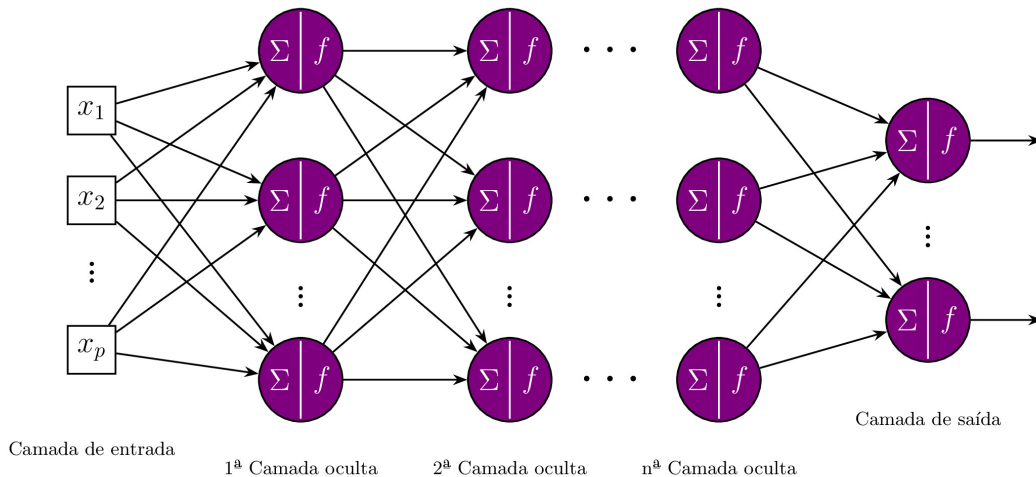 Σ f Σ f . . . Σ f
x₁
Σ f
x₂
Σ f Σ f . . . Σ f
⋮
⋮ ⋮ ⋮ ⋮
xₚ
Σ f
Σ f Σ f . . . Σ f
Camada de entrada
1ª Camada oculta
2ª Camada oculta
nª Camada oculta
Camada de saída